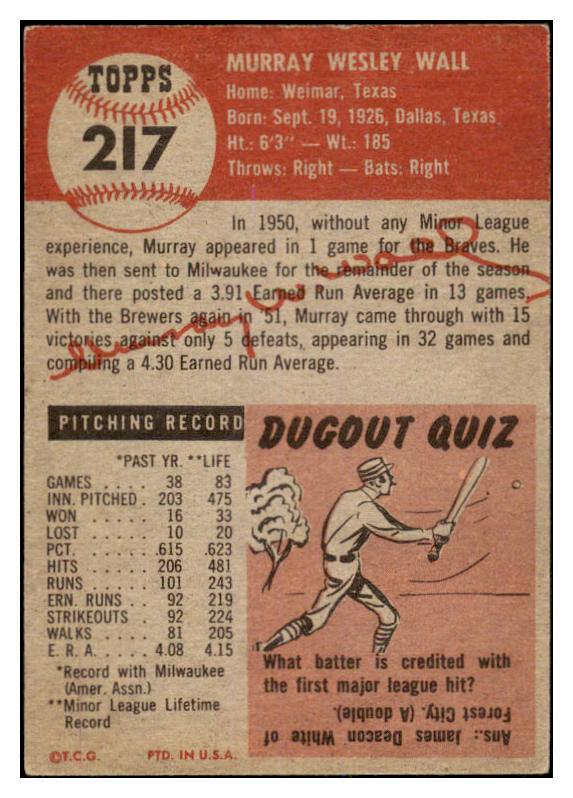 TOPPS
217
MURRAY WESLEY WALL
Home: Weimar, Texas
Born: Sept. 19, 1926, Dallas, Texas
Ht.: 6'3" — Wt.: 185
Throws: Right — Bats: Right
In 1950, without any Minor League
experience, Murray appeared in 1 game for the Braves. He
was then sent to Milwaukee for the remainder of the season
and there posted a 3.91 Earned Run Average in 13 games.
With the Brewers again in '51, Murray came through with 15
victories against only 5 defeats, appearing in 32 games and
compiling a 4.30 Earned Run Average.
Murray W. Wall
PITCHING RECORD
*PAST YR. **LIFE
GAMES . . . . 38 83
INN. PITCHED . 203 475
WON . . . . . 16 33
LOST . . . . . 10 20
PCT. . . . . . . .615 .623
HITS . . . . . . 206 481
RUNS . . . . . 101 243
ERN. RUNS . . 92 219
STRIKEOUTS . 92 224
WALKS . . . . 81 205
E. R. A. . . . . . 4.08 4.15
*Record with Milwaukee
(Amer. Assn.)
**Minor League Lifetime
Record
DUGOUT QUIZ
What batter is credited with
the first major league hit?
Ans.: James Deacon White of
Forest City. (A double).
©T.C.G. PTD. IN U.S.A.